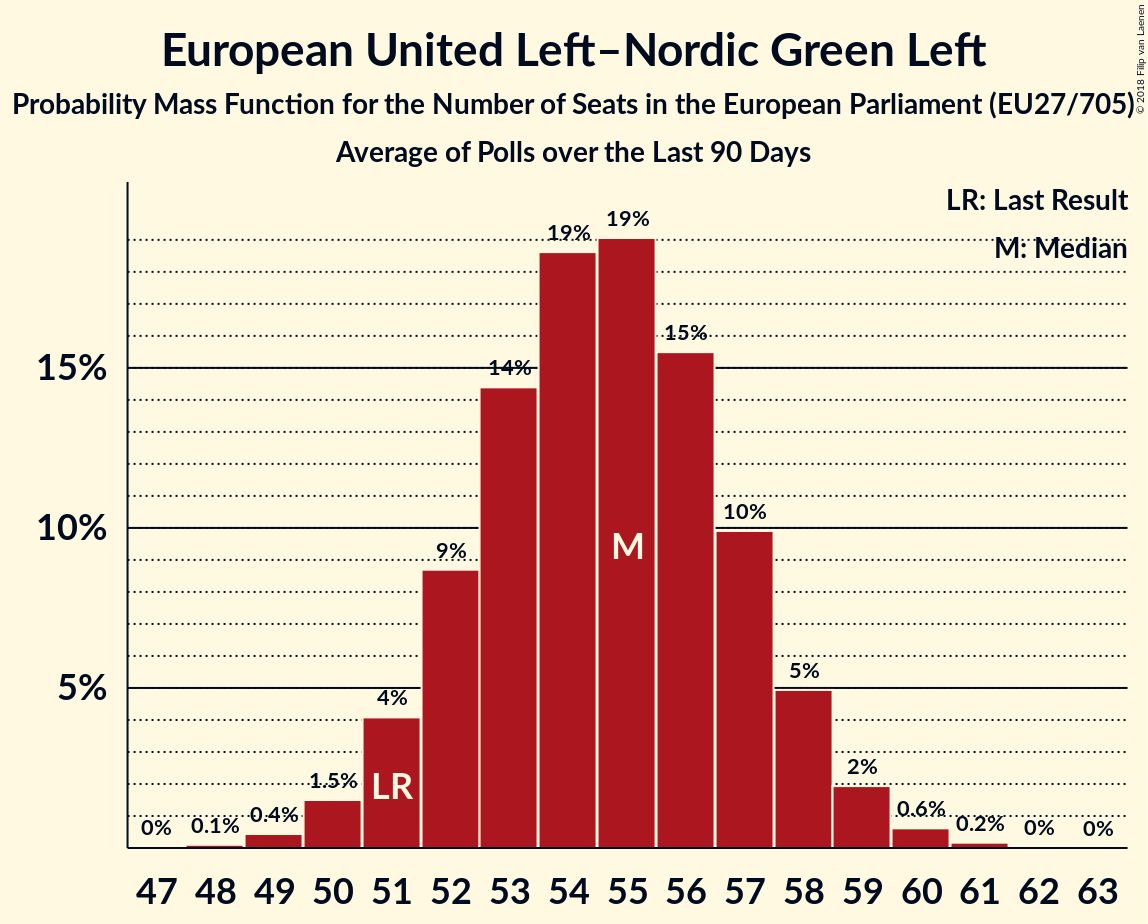 European United Left–Nordic Green Left
Probability Mass Function for the Number of Seats in the European Parliament (EU27/705)
Average of Polls over the Last 90 Days
© 2018 Filip van Laenen
LR: Last Result
M: Median
19%
19%
15%
15%
14%
10%
10%
9%
M
5%
5%
4%
LR
2%
1.5%
0.6%
0.4%
0.2%
0.1%
0%
0%
0%
47 48 49 50 51 52 53 54 55 56 57 58 59 60 61 62 63